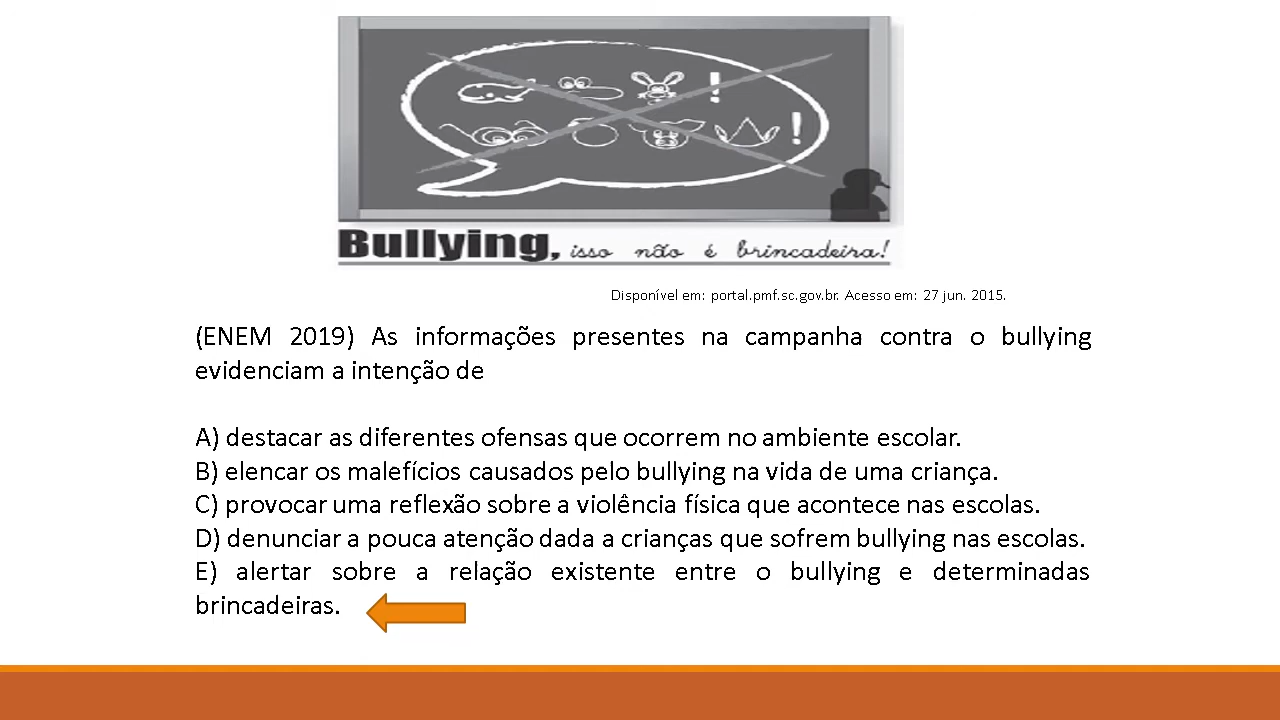 Bullying, isso não é brincadeira!
Disponível em: portal.pmf.sc.gov.br. Acesso em: 27 jun. 2015.
(ENEM 2019) As informações presentes na campanha contra o bullying
evidenciam a intenção de
A) destacar as diferentes ofensas que ocorrem no ambiente escolar.
B) elencar os malefícios causados pelo bullying na vida de uma criança.
C) provocar uma reflexão sobre a violência física que acontece nas escolas.
D) denunciar a pouca atenção dada a crianças que sofrem bullying nas escolas.
E) alertar sobre a relação existente entre o bullying e determinadas
brincadeiras.